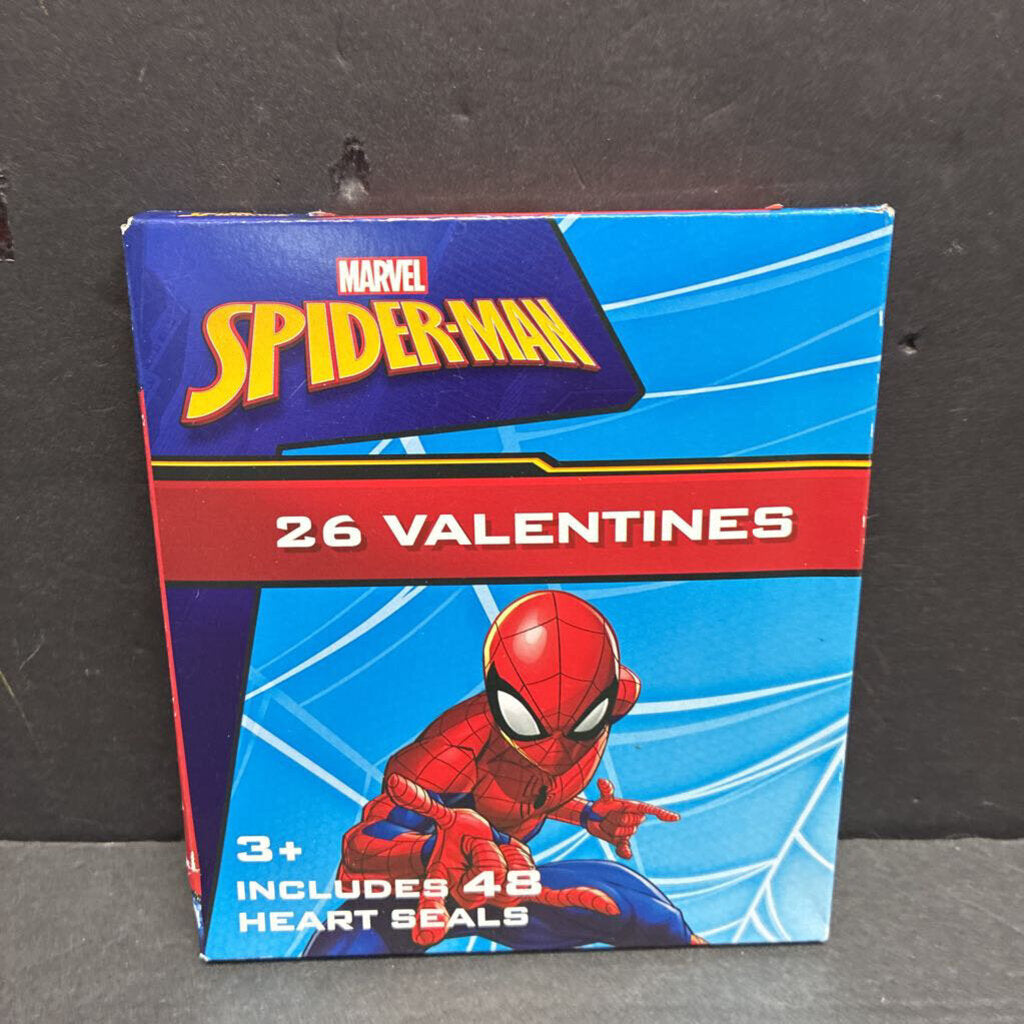 MARVEL
SPIDER-MAN
26 VALENTINES
3+
INCLUDES 48
HEART SEALS